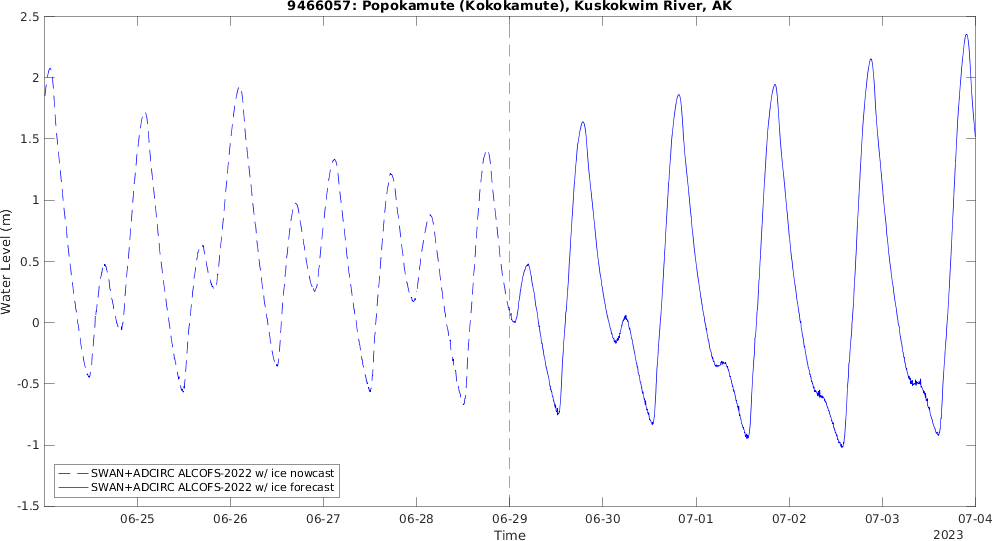 9466057: Popokamute (Kokokamute), Kuskokwim River, AK
2.5
2
1.5
1
0.5
0
-0.5
-1
-1.5
Water Level (m)
SWAN+ADCIRC ALCOFS-2022 w/ ice nowcast
SWAN+ADCIRC ALCOFS-2022 w/ ice forecast
06-25 06-26 06-27 06-28 06-29 06-30 07-01 07-02 07-03 07-04
Time
2023